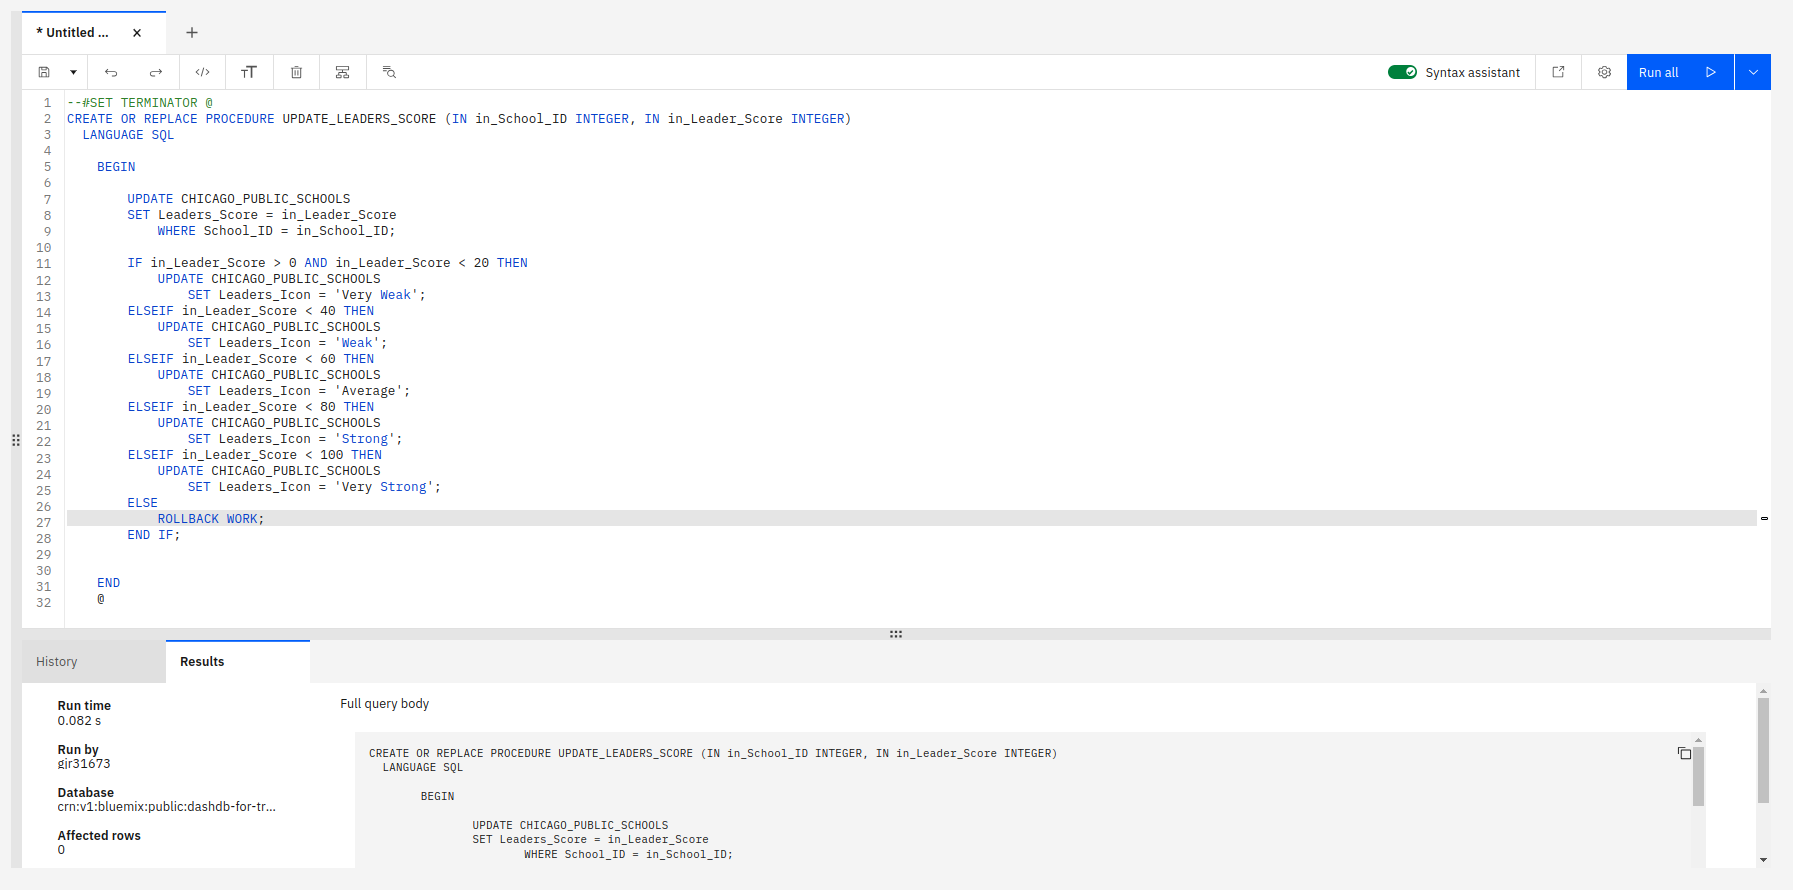 * Untitled ...
Syntax assistant
Run all
1 --#SET TERMINATOR @
2 CREATE OR REPLACE PROCEDURE UPDATE_LEADERS_SCORE (IN in_School_ID INTEGER, IN in_Leader_Score INTEGER)
3 LANGUAGE SQL
4
5 BEGIN
6
7 UPDATE CHICAGO_PUBLIC_SCHOOLS
8 SET Leaders_Score = in_Leader_Score
9 WHERE School_ID = in_School_ID;
10
11 IF in_Leader_Score > 0 AND in_Leader_Score < 20 THEN
12 UPDATE CHICAGO_PUBLIC_SCHOOLS
13 SET Leaders_Icon = 'Very Weak';
14 ELSEIF in_Leader_Score < 40 THEN
15 UPDATE CHICAGO_PUBLIC_SCHOOLS
16 SET Leaders_Icon = 'Weak';
17 ELSEIF in_Leader_Score < 60 THEN
18 UPDATE CHICAGO_PUBLIC_SCHOOLS
19 SET Leaders_Icon = 'Average';
20 ELSEIF in_Leader_Score < 80 THEN
21 UPDATE CHICAGO_PUBLIC_SCHOOLS
22 SET Leaders_Icon = 'Strong';
23 ELSEIF in_Leader_Score < 100 THEN
24 UPDATE CHICAGO_PUBLIC_SCHOOLS
25 SET Leaders_Icon = 'Very Strong';
26 ELSE
27 ROLLBACK WORK;
28 END IF;
29
30
31 END
32 @
History
Results
Run time
0.082 s
Run by
gjr31673
Database
crn:v1:bluemix:public:dashdb-for-tr...
Affected rows
0
Full query body
CREATE OR REPLACE PROCEDURE UPDATE_LEADERS_SCORE (IN in_School_ID INTEGER, IN in_Leader_Score INTEGER)
LANGUAGE SQL
BEGIN
UPDATE CHICAGO_PUBLIC_SCHOOLS
SET Leaders_Score = in_Leader_Score
WHERE School_ID = in_School_ID;